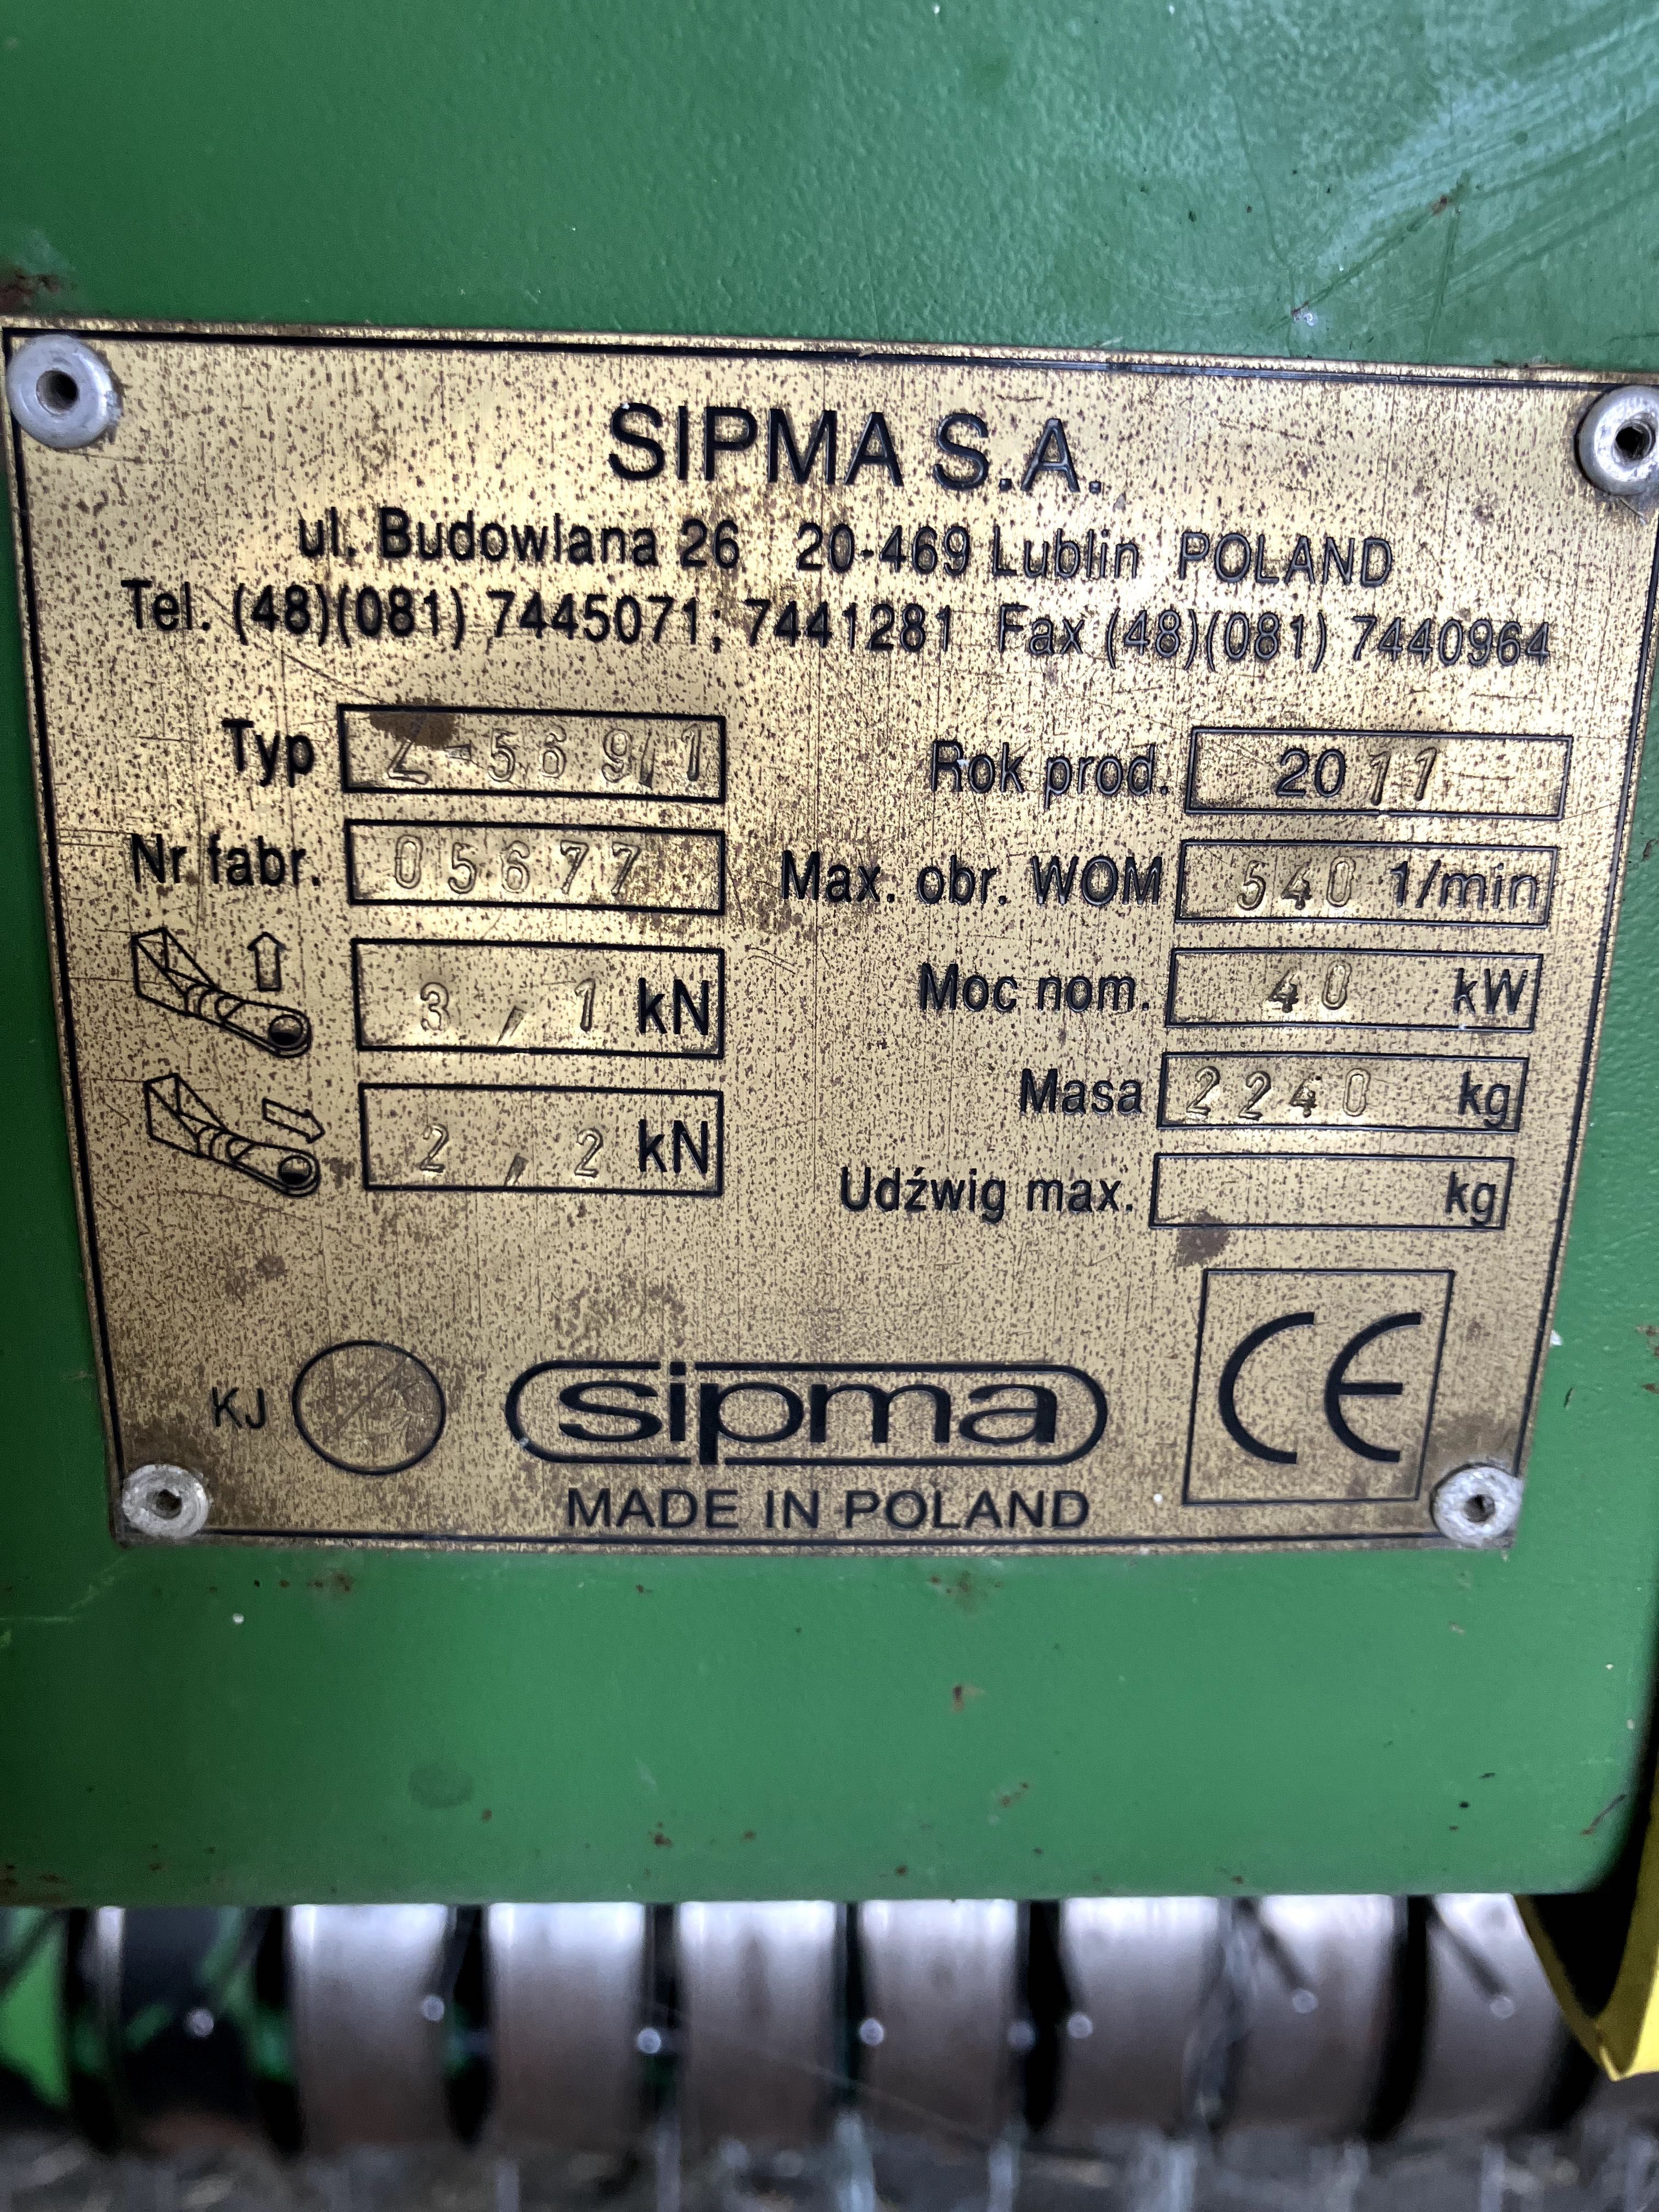 SIPMA S.A.
ul. Budowlana 26 20-469 Lublin POLAND
Tel. (48)(081) 7445071; 7441281 Fax (48)(081) 7440964
Typ Z-569/1
Rok prod. 2011
Nr fabr. 05677
Max. obr. WOM 540 1/min
3,1 kN
Moc nom. 40 kW
2,2 kN
Masa 2240 kg
Udźwig max. kg
KJ
sipma
CE
MADE IN POLAND